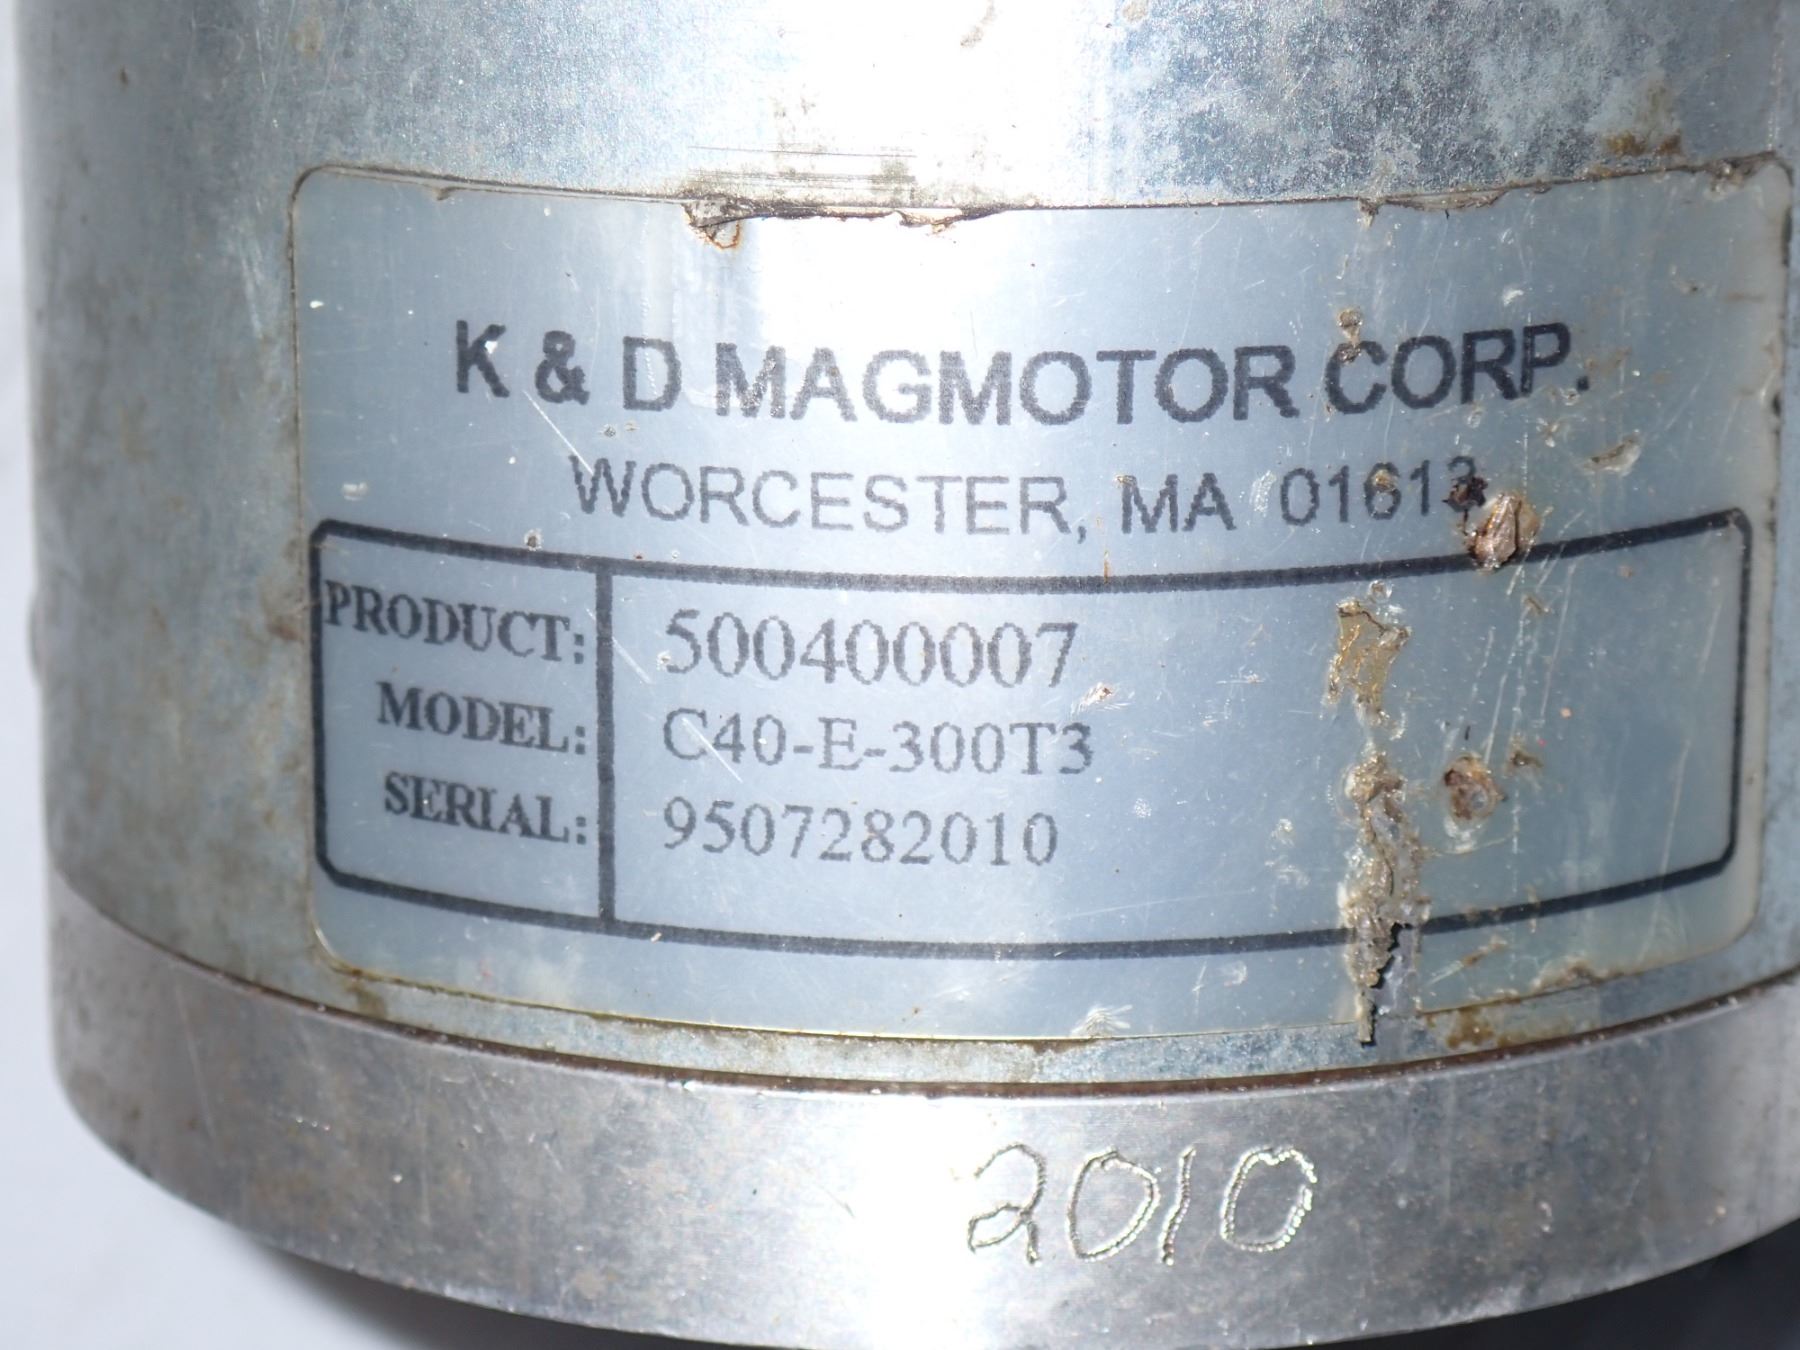 K & D MAGMOTOR CORP.
WORCESTER, MA 01613
PRODUCT: 500400007
MODEL: C40-E-300T3
SERIAL: 9507282010
2010